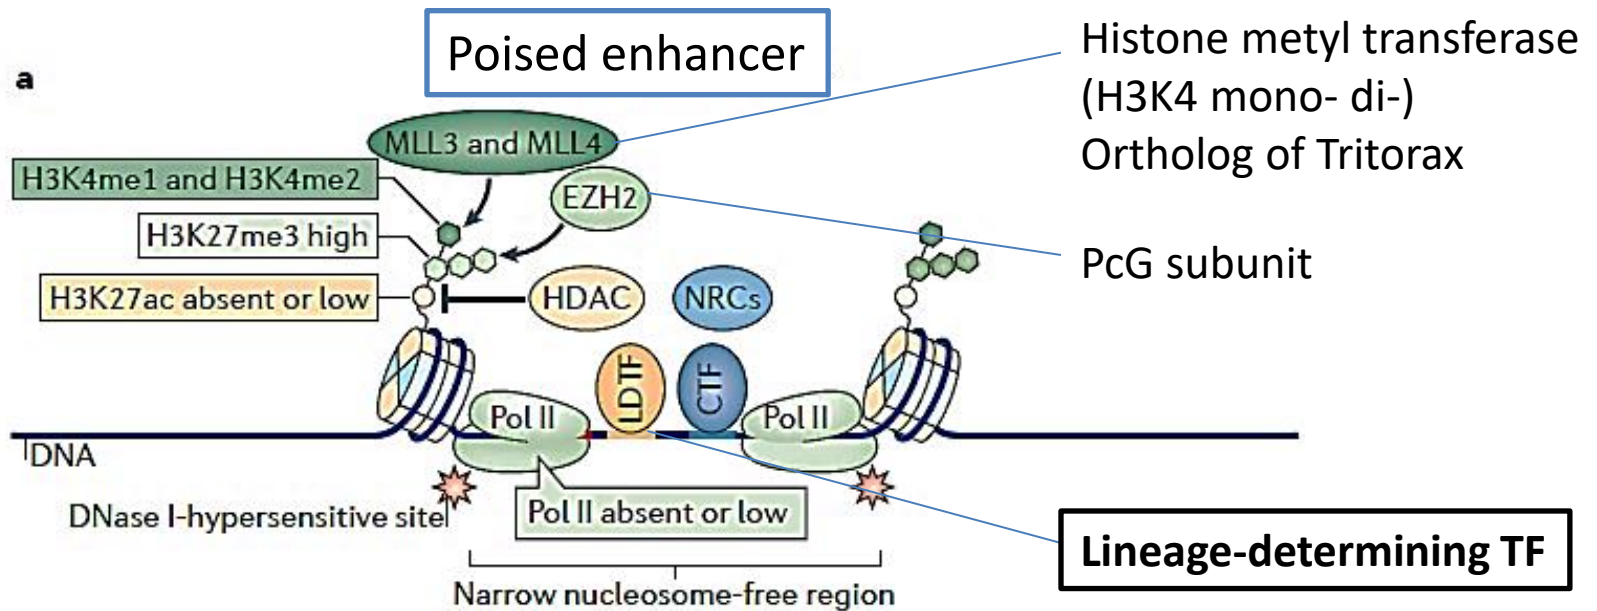 Poised enhancer
Histone metyl transferase
(H3K4 mono- di-)
Ortholog of Tritorax
a
MLL3 and MLL4
H3K4me1 and H3K4me2
EZH2
H3K27me3 high
PcG subunit
H3K27ac absent or low
HDAC
NRCs
LDTF
CTF
Pol II
Pol II
DNA
DNase I-hypersensitive site
Pol II absent or low
Lineage-determining TF
Narrow nucleosome-free region